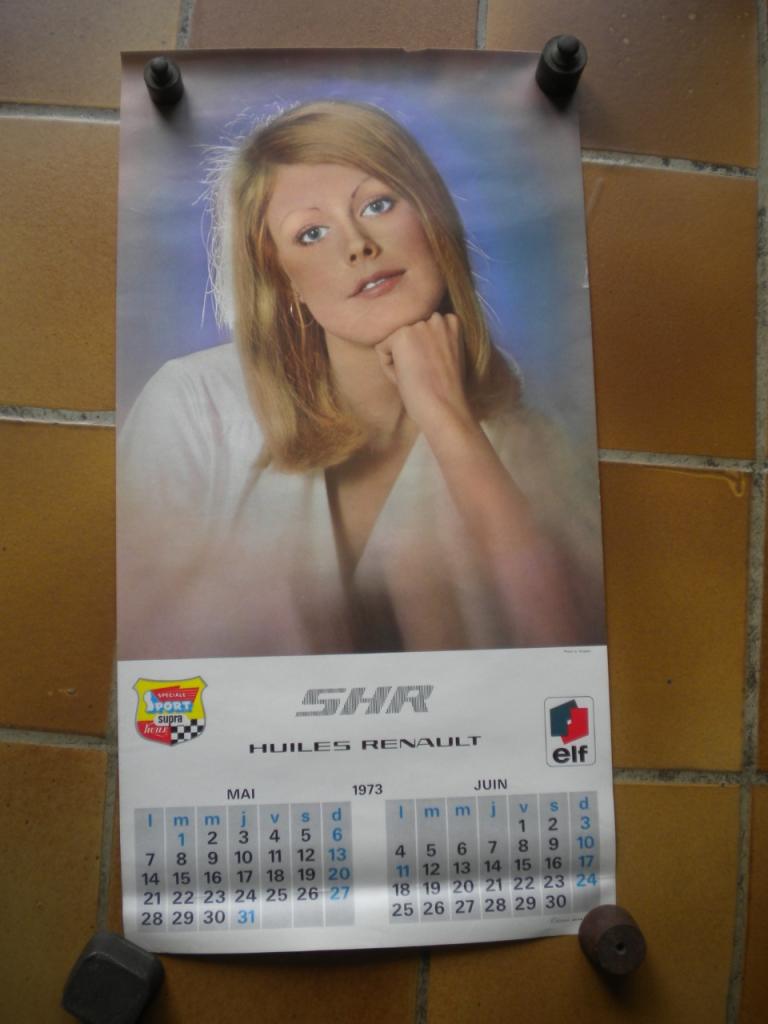 SPECIALE
SPORT
supra
SHR
HUILES RENAULT
elf
MAI 1973 JUIN
l m m j v s d
1 2 3 4 5 6
7 8 9 10 11 12 13
14 15 16 17 18 19 20
21 22 23 24 25 26 27
28 29 30 31
l m m j v s d
1 2 3
4 5 6 7 8 9 10
11 12 13 14 15 16 17
18 19 20 21 22 23 24
25 26 27 28 29 30